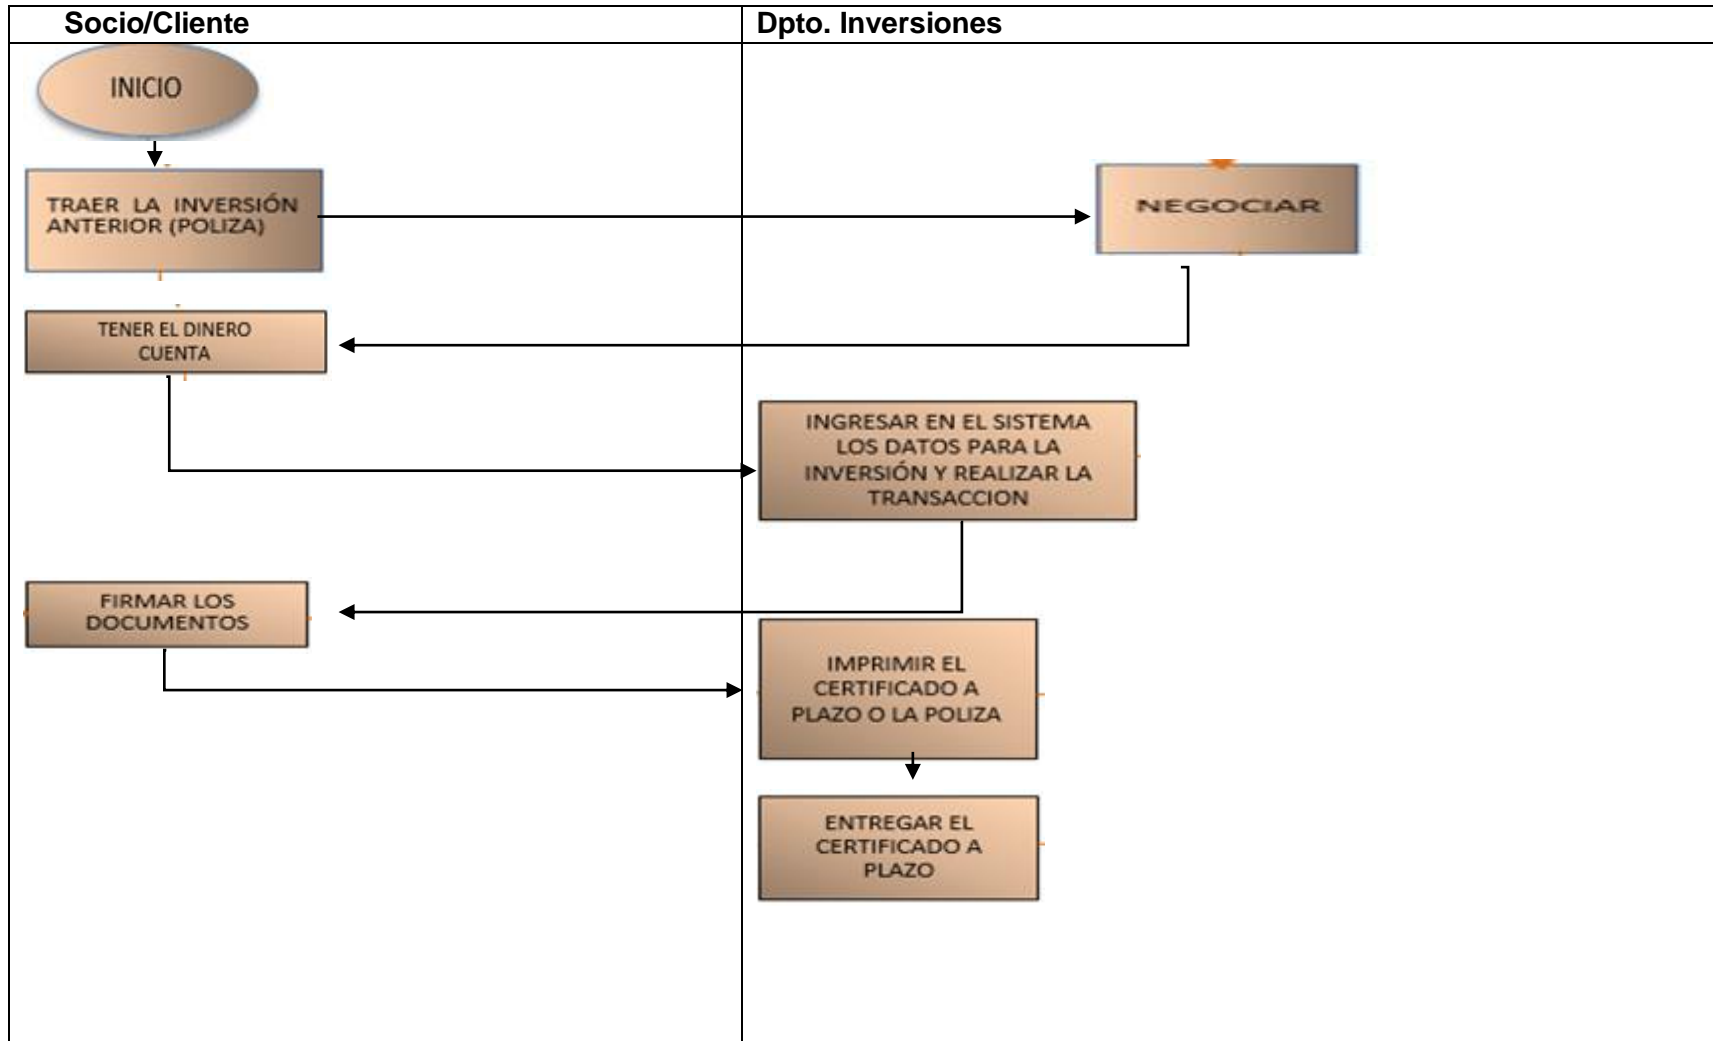 Socio/Cliente
Dpto. Inversiones
INICIO
TRAER LA INVERSIÓN
ANTERIOR (POLIZA)
NEGOCIAR
TENER EL DINERO
CUENTA
INGRESAR EN EL SISTEMA
LOS DATOS PARA LA
INVERSIÓN Y REALIZAR LA
TRANSACCION
FIRMAR LOS
DOCUMENTOS
IMPRIMIR EL
CERTIFICADO A
PLAZO O LA POLIZA
ENTREGAR EL
CERTIFICADO A
PLAZO